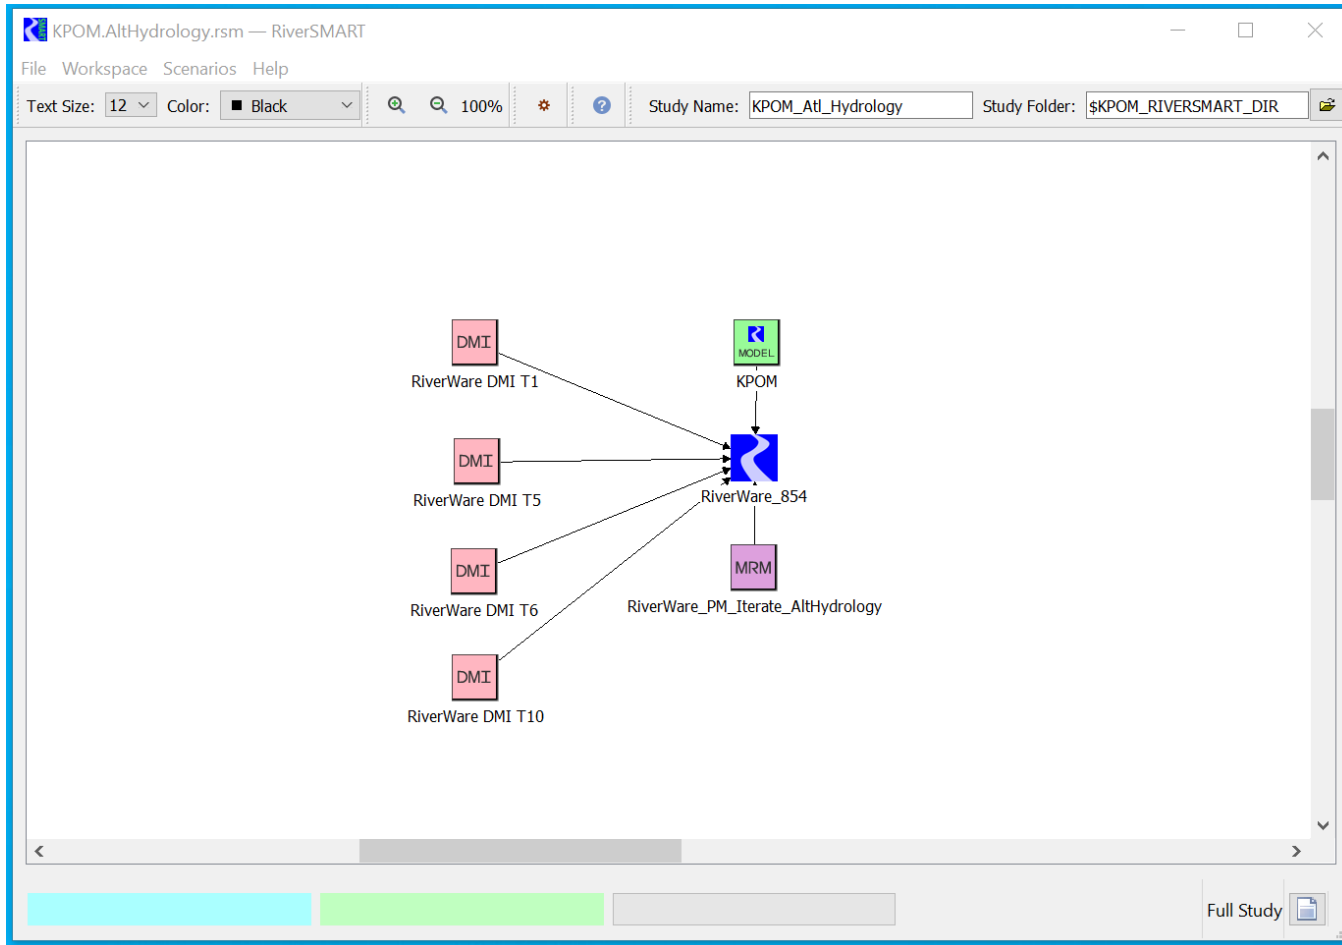 KPOM.AltHydrology.rsm — RiverSMART
File Workspace Scenarios Help
Text Size: 12 Color: Black 100% ? Study Name: KPOM_Atl_Hydrology Study Folder: $KPOM_RIVERSMART_DIR
DMI
RiverWare DMI T1
MODEL
KPOM
DMI
RiverWare DMI T5
RiverWare_854
DMI
RiverWare DMI T6
MRM
RiverWare_PM_Iterate_AltHydrology
DMI
RiverWare DMI T10
Full Study